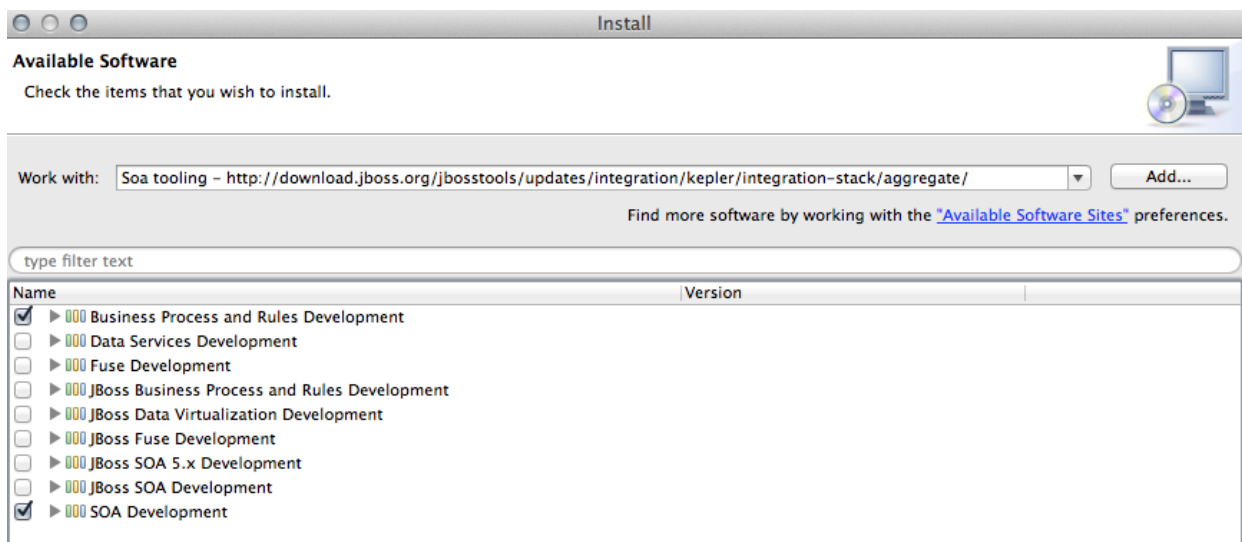 Install
Available Software
Check the items that you wish to install.
Work with: Soa tooling – http://download.jboss.org/jbosstools/updates/integration/kepler/integration-stack/aggregate/ Add...
Find more software by working with the "Available Software Sites" preferences.
type filter text
Name Version
Business Process and Rules Development
Data Services Development
Fuse Development
JBoss Business Process and Rules Development
JBoss Data Virtualization Development
JBoss Fuse Development
JBoss SOA 5.x Development
JBoss SOA Development
SOA Development